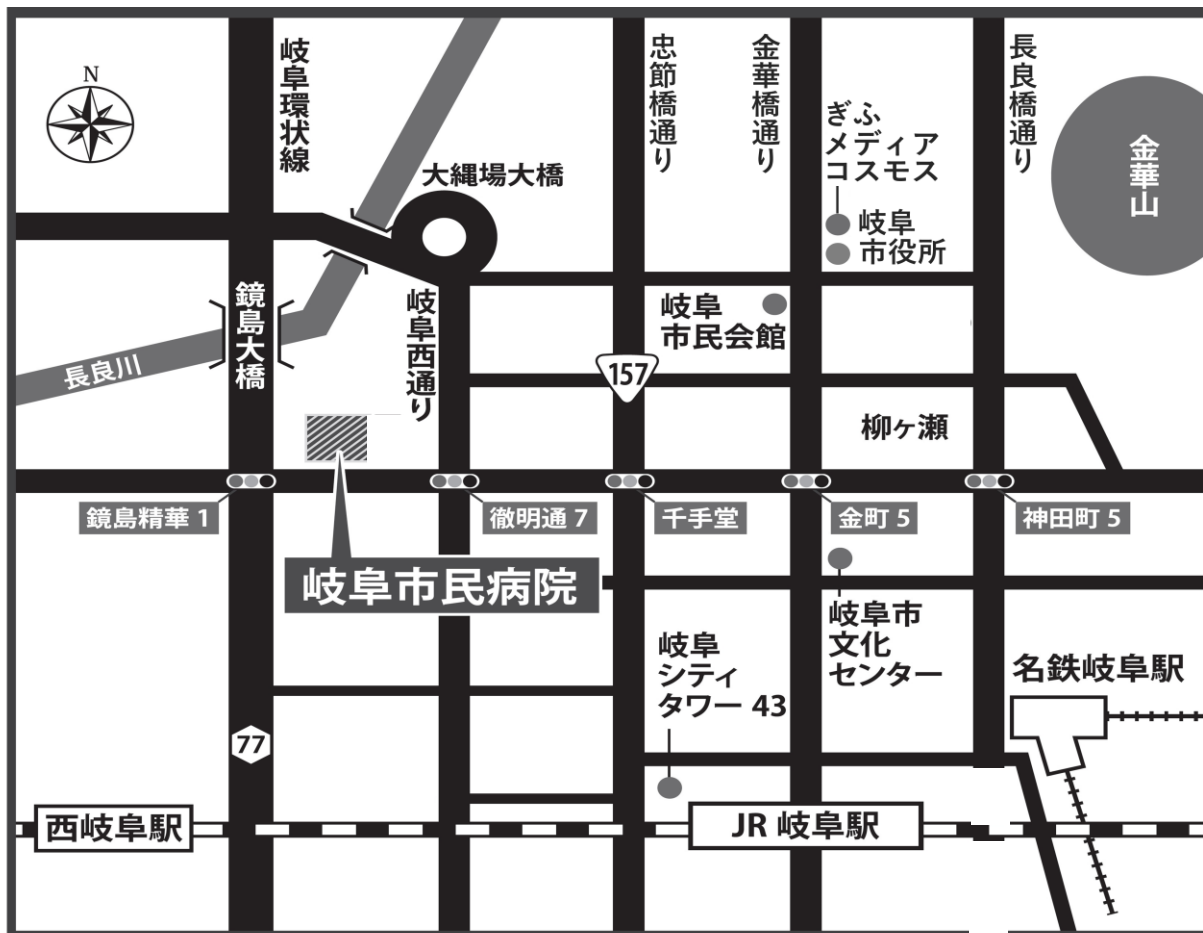 N
岐阜環状線
忠節橋通り
金華橋通り
長良橋通り
ぎふ
メディア
コスモス
岐阜
市役所
金華山
大縄場大橋
鏡島大橋
岐阜西通り
岐阜
市民会館
長良川
157
柳ヶ瀬
鏡島精華 1
徹明通 7
千手堂
金町 5
神田町 5
岐阜市民病院
岐阜市
文化
センター
岐阜
シティ
タワー 43
名鉄岐阜駅
77
西岐阜駅
JR 岐阜駅